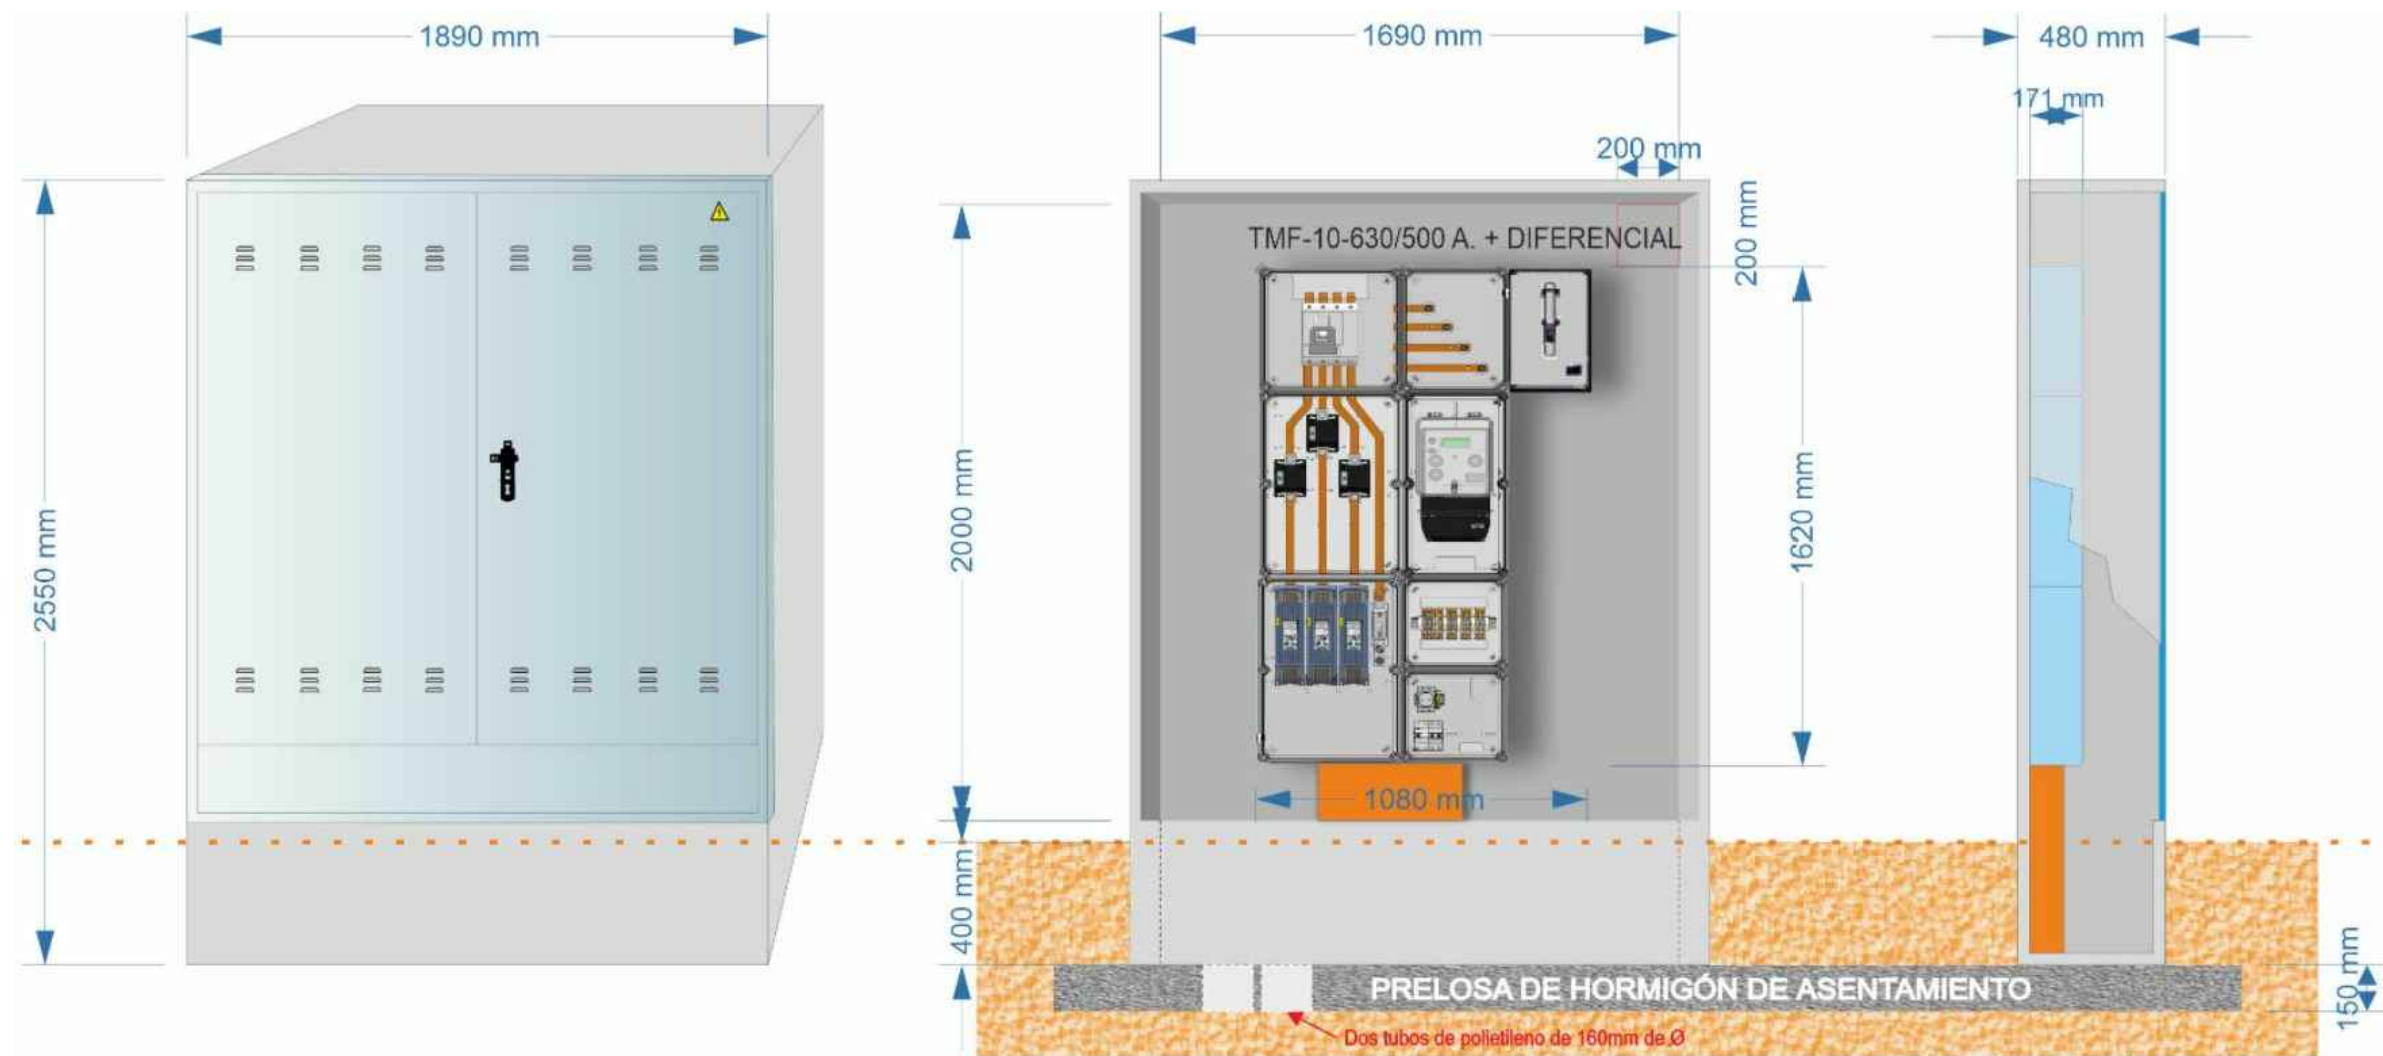 1890 mm
1690 mm
480 mm
171 mm
200 mm
200 mm
TMF-10-630/500 A. + DIFERENCIAL
2550 mm
2000 mm
1620 mm
1080 mm
400 mm
PRELOSA DE HORMIGÓN DE ASENTAMIENTO
150 mm
Dos tubos de polietileno de 160mm de Ø